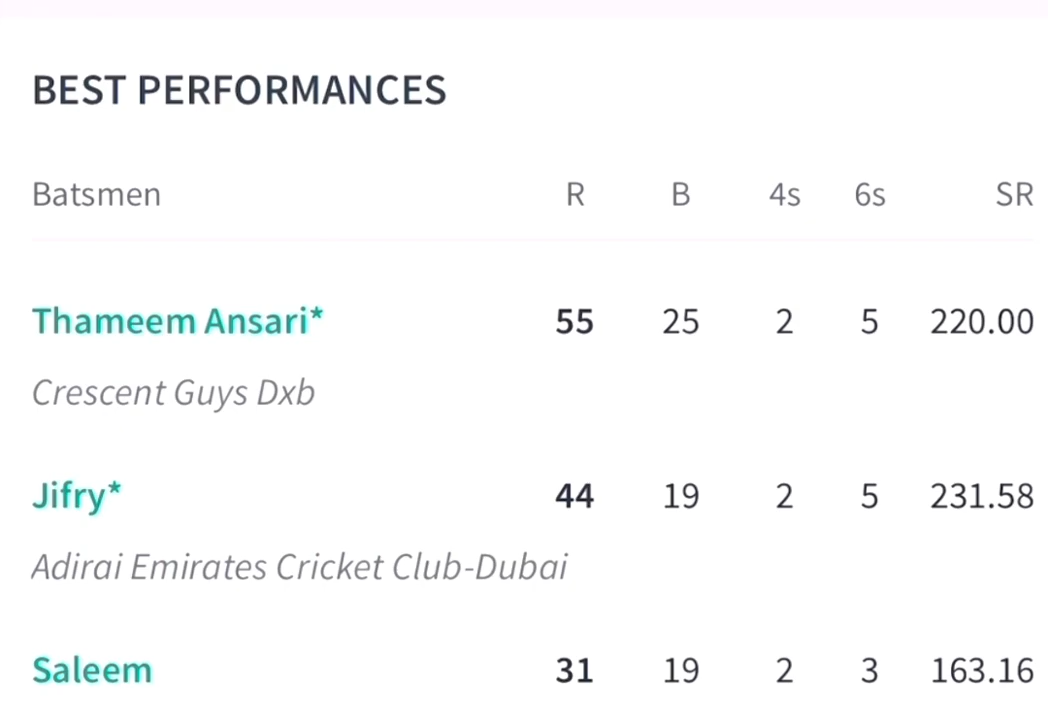 BEST PERFORMANCES
Batsmen R B 4s 6s SR
Thameem Ansari* 55 25 2 5 220.00
Crescent Guys Dxb
Jifry* 44 19 2 5 231.58
Adirai Emirates Cricket Club-Dubai
Saleem 31 19 2 3 163.16